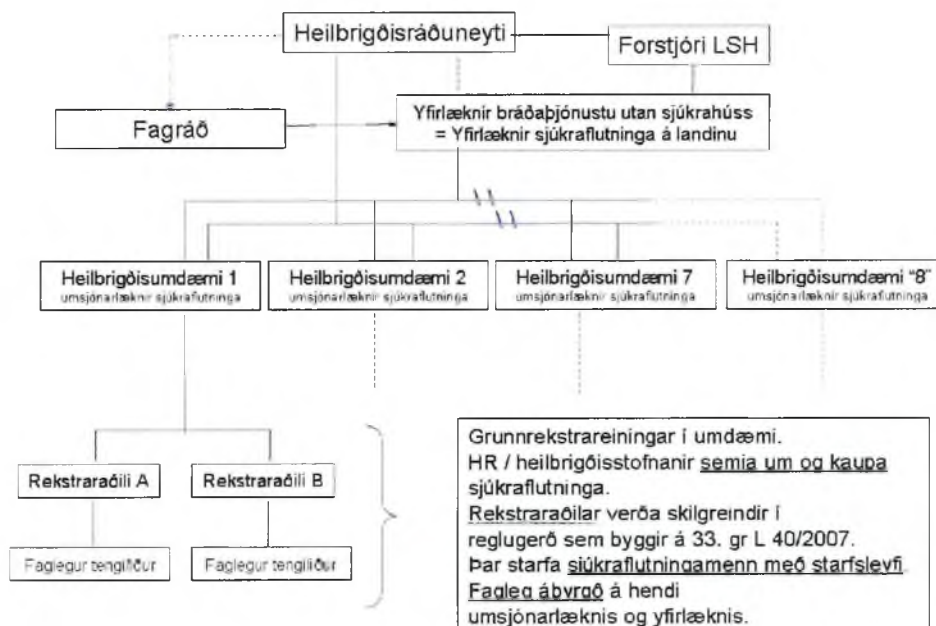 Heilbrigðisráðuneyti
Forstjóri LSH
Fagráð
Yfirlæknir bráðaþjónustu utan sjúkrahúss
= Yfirlæknir sjúkraflutninga á landinu
Heilbrigðisumdæmi 1
umsjónarlæknir sjúkraflutninga
Heilbrigðisumdæmi 2
umsjónarlæknir sjúkraflutninga
Heilbrigðisumdæmi 7
umsjónarlæknir sjúkraflutninga
Heilbrigðisumdæmi "8"
umsjónarlæknir sjúkraflutninga
Rekstraraðili A
Rekstraraðili B
Faglegur tengiliður
Faglegur tengiliður
Grunnrekstrareiningar í umdæmi.
HR / heilbrigðisstofnanir semja um og kaupa
sjúkraflutninga.
Rekstraraðilar verða skilgreindir í
reglugerð sem byggir á 33. gr L 40/2007.
Þar starfa sjúkraflutningamenn með starfsleyfi
Fagleg ábyrgð á hendi
umsjónarlæknis og yfirlæknis.